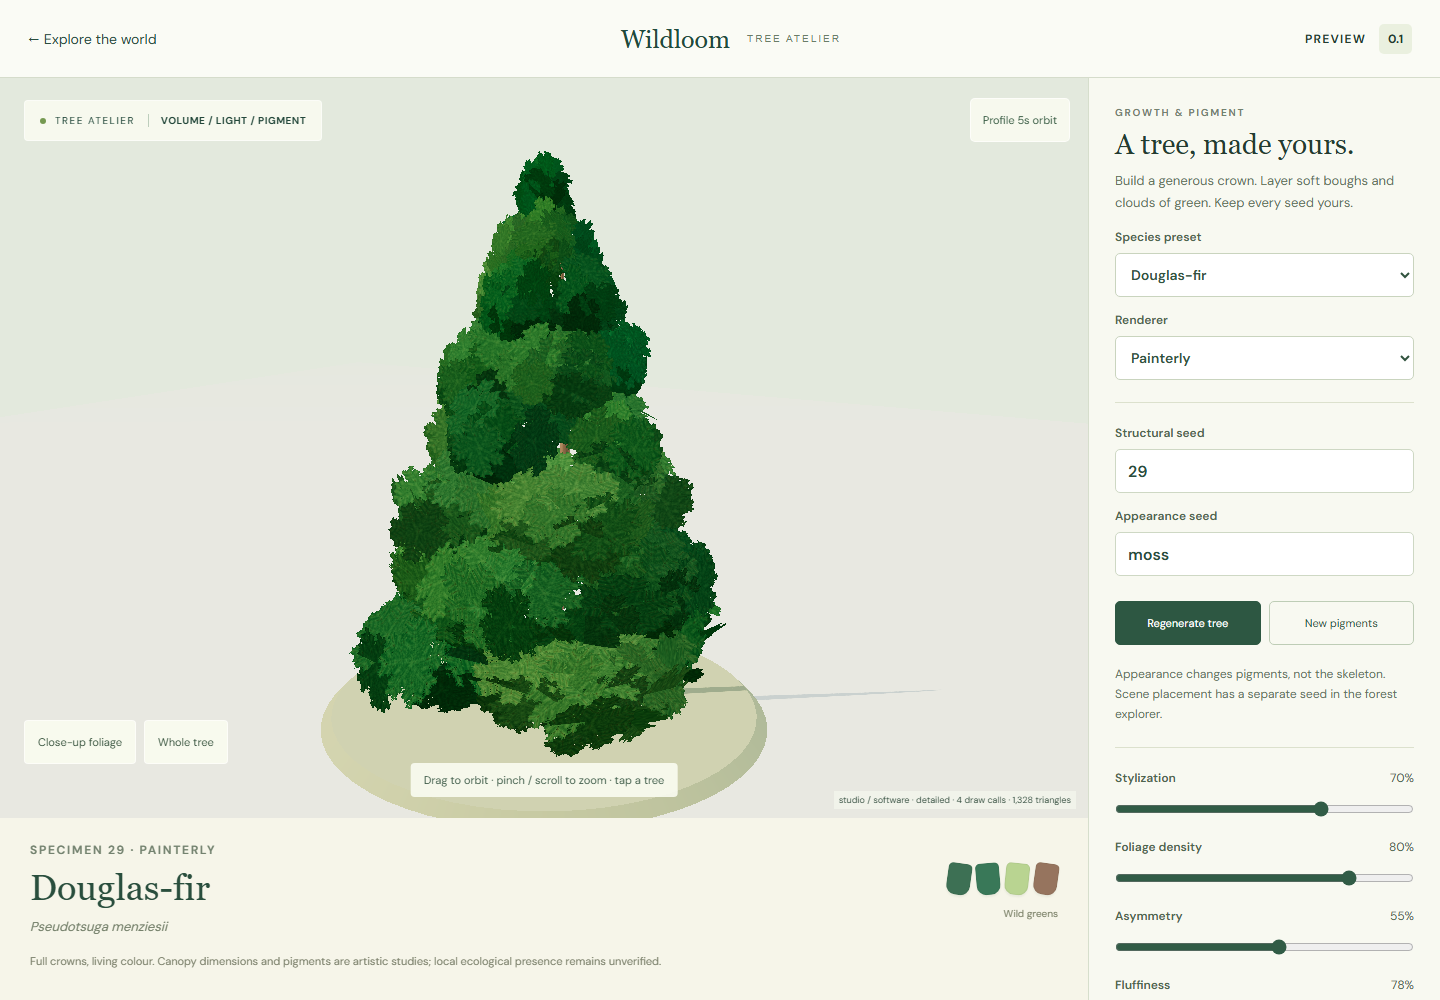 ← Explore the world
Wildloom TREE ATELIER
PREVIEW 0.1
TREE ATELIER VOLUME / LIGHT / PIGMENT
Profile 5s orbit
Close-up foliage
Whole tree
Drag to orbit · pinch / scroll to zoom · tap a tree
studio / software · detailed · 4 draw calls · 1,328 triangles
SPECIMEN 29 · PAINTERLY
Douglas-fir
Pseudotsuga menziesii
Full crowns, living colour. Canopy dimensions and pigments are artistic studies; local ecological presence remains unverified.
Wild greens
GROWTH & PIGMENT
A tree, made yours.
Build a generous crown. Layer soft boughs and
clouds of green. Keep every seed yours.
Species preset
Douglas-fir
Renderer
Painterly
Structural seed
29
Appearance seed
moss
Regenerate tree
New pigments
Appearance changes pigments, not the skeleton.
Scene placement has a separate seed in the forest
explorer.
Stylization 70%
Foliage density 80%
Asymmetry 55%
Fluffiness 78%